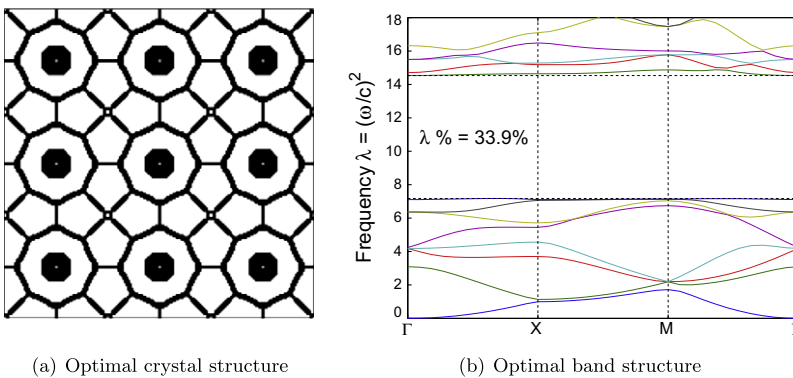 18
16
14
12
10
8
6
4
2
0
Frequency λ = (ω/c)²
λ % = 33.9%
Γ X M
(a) Optimal crystal structure
(b) Optimal band structure